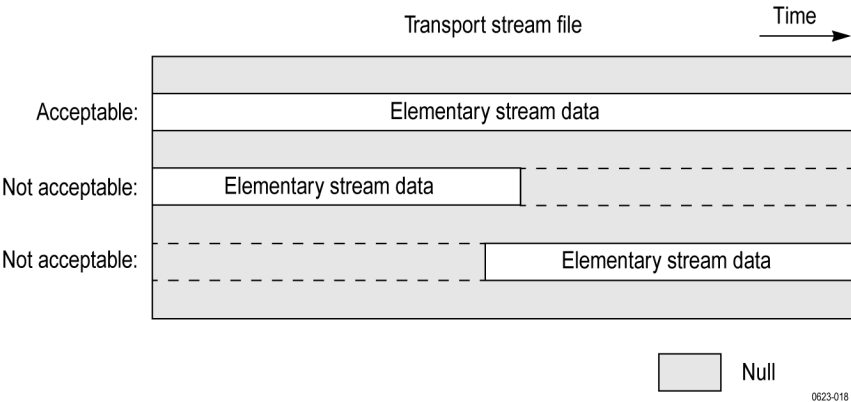 Transport stream file
Time
Acceptable:
Elementary stream data
Not acceptable:
Elementary stream data
Not acceptable:
Elementary stream data
Null
0623-018